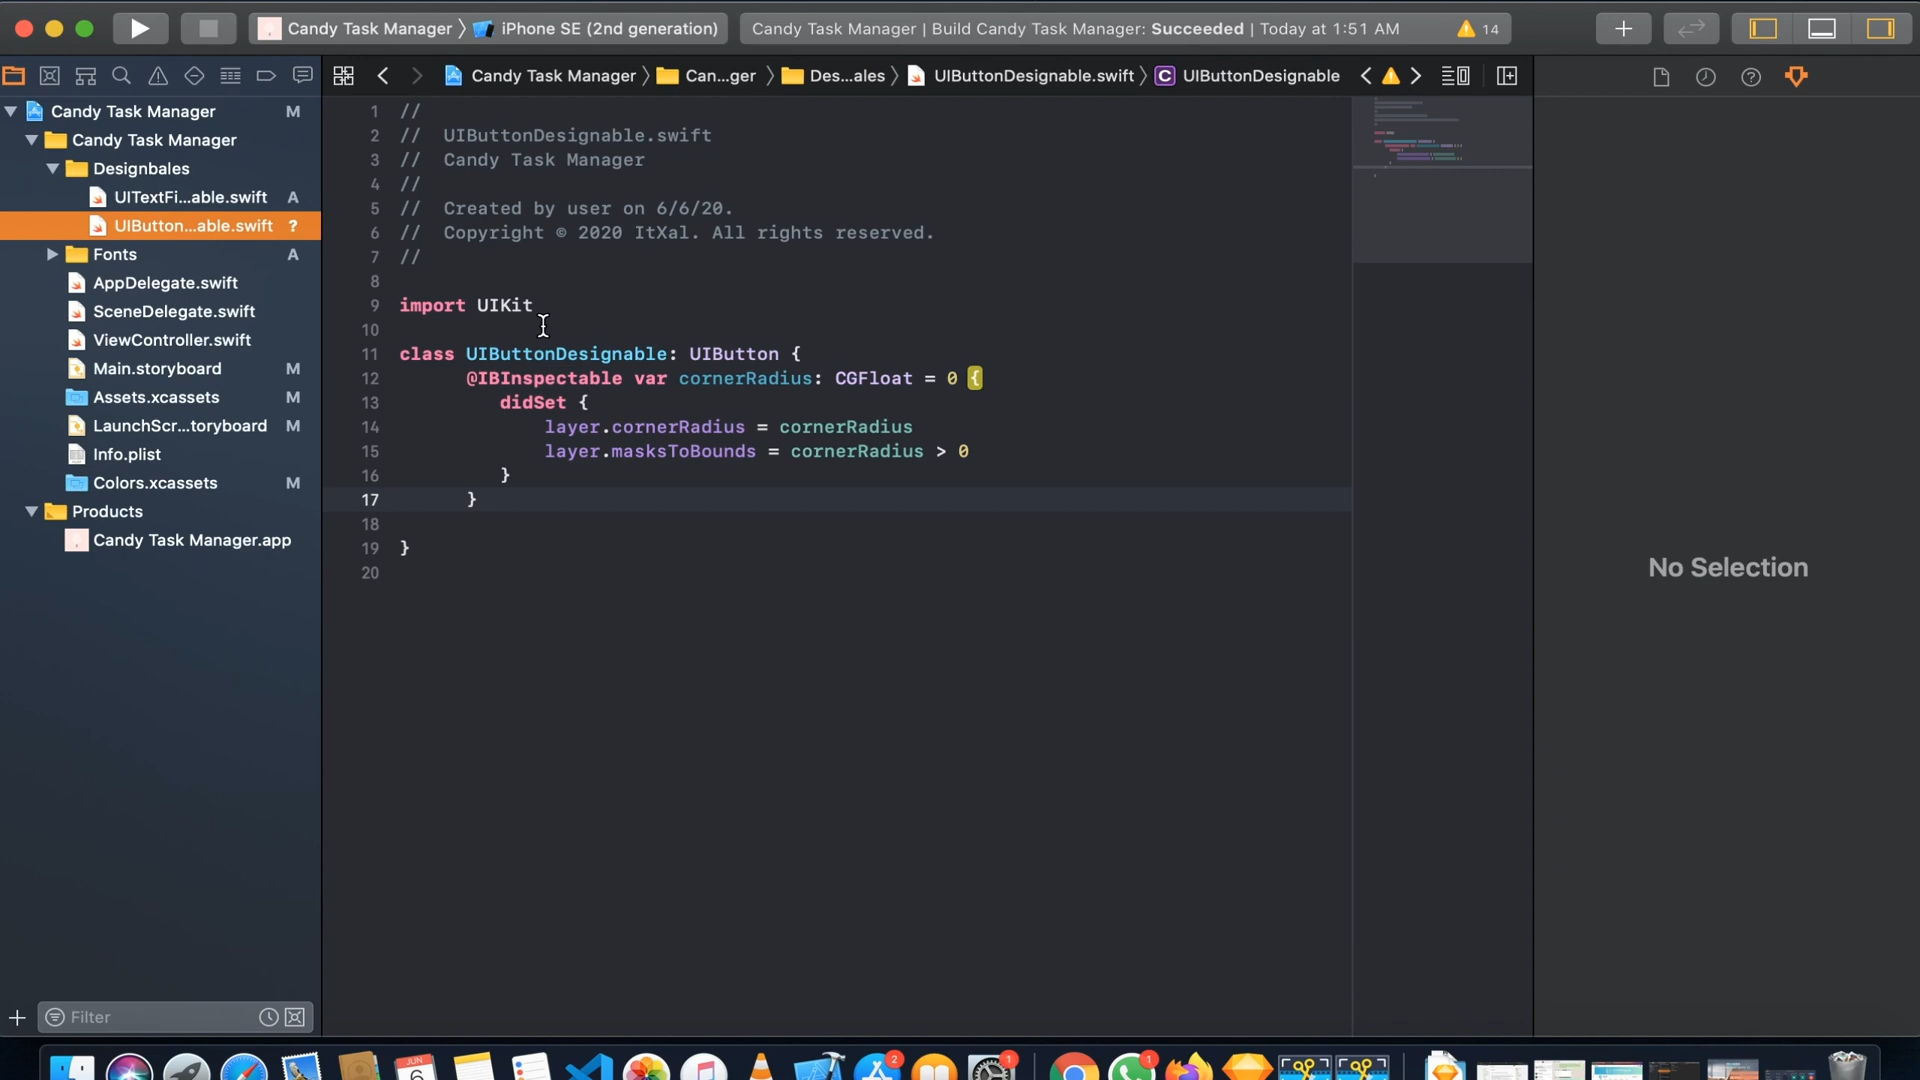 Candy Task Manager 〉 iPhone SE (2nd generation)
Candy Task Manager | Build Candy Task Manager: Succeeded | Today at 1:51 AM
14
Candy Task Manager 〉 Can...ger 〉 Des...ales 〉 UIButtonDesignable.swift 〉 C UIButtonDesignable
Candy Task Manager M
Candy Task Manager
Designbales
UITextFi...able.swift A
UIButton...able.swift ?
Fonts A
AppDelegate.swift
SceneDelegate.swift
ViewController.swift
Main.storyboard M
Assets.xcassets M
LaunchScr...toryboard M
Info.plist
Colors.xcassets M
Products
Candy Task Manager.app
Filter
1 //
2 // UIButtonDesignable.swift
3 // Candy Task Manager
4 //
5 // Created by user on 6/6/20.
6 // Copyright © 2020 ItXal. All rights reserved.
7 //
8
9 import UIKit
10
11 class UIButtonDesignable: UIButton {
12 @IBInspectable var cornerRadius: CGFloat = 0 {
13 didSet {
14 layer.cornerRadius = cornerRadius
15 layer.masksToBounds = cornerRadius > 0
16 }
17 }
18
19 }
20
No Selection
JUN
6
2
1
1